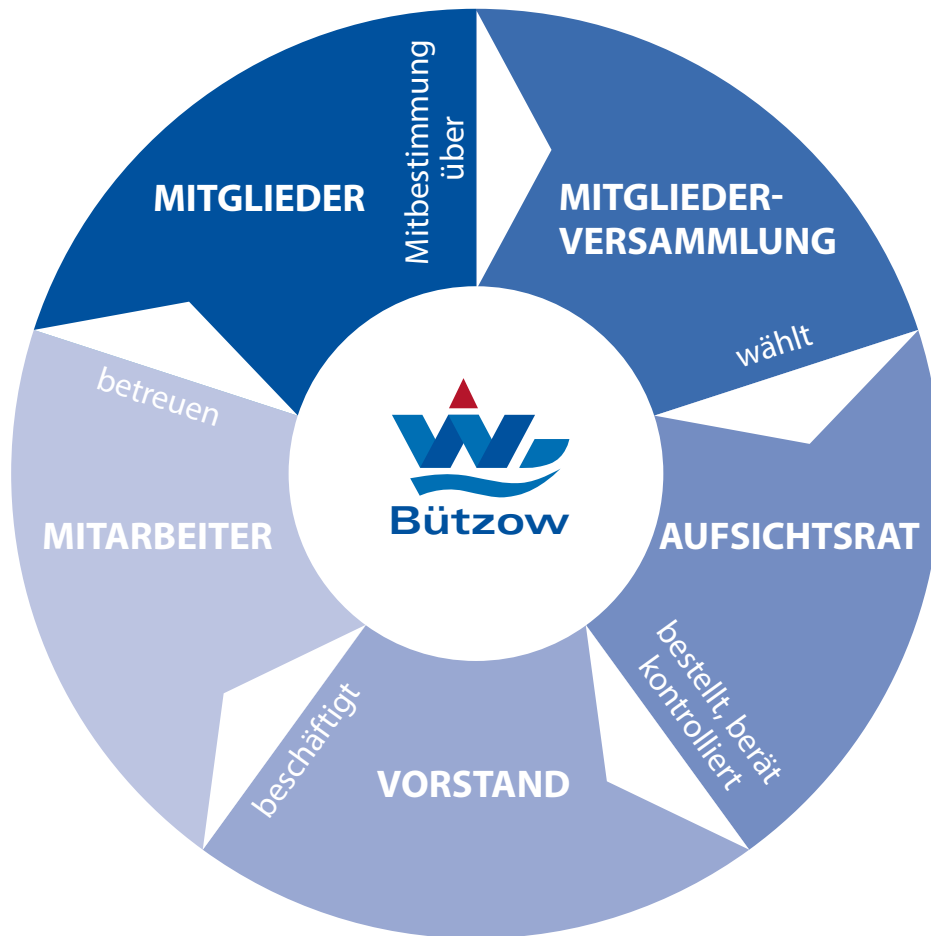 MITGLIEDER
Mitbestimmung
über
MITGLIEDER-
VERSAMMLUNG
wählt
AUFSICHTSRAT
bestellt, berät
kontrolliert
VORSTAND
beschäftigt
MITARBEITER
betreuen
Bützow